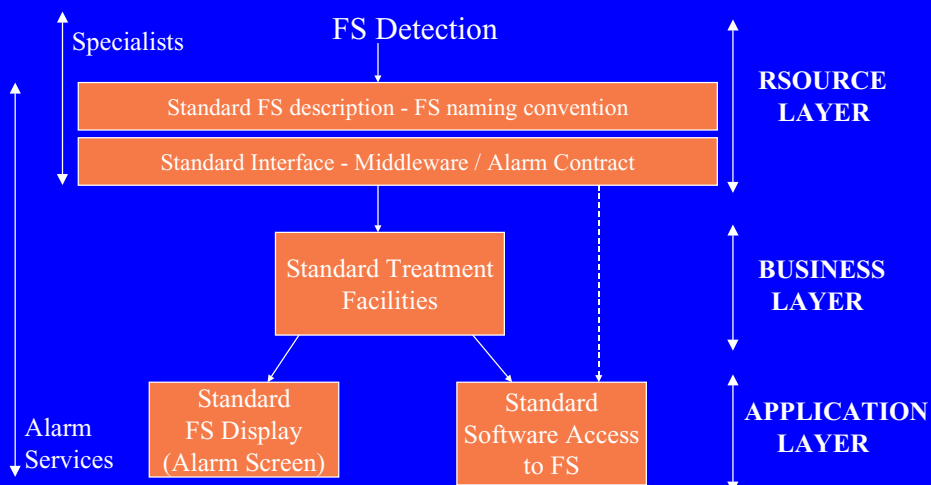 FS Detection
Specialists
Standard FS description - FS naming convention
Standard Interface - Middleware / Alarm Contract
RSOURCE
LAYER
Standard Treatment
Facilities
BUSINESS
LAYER
Standard
FS Display
(Alarm Screen)
Standard
Software Access
to FS
APPLICATION
LAYER
Alarm
Services